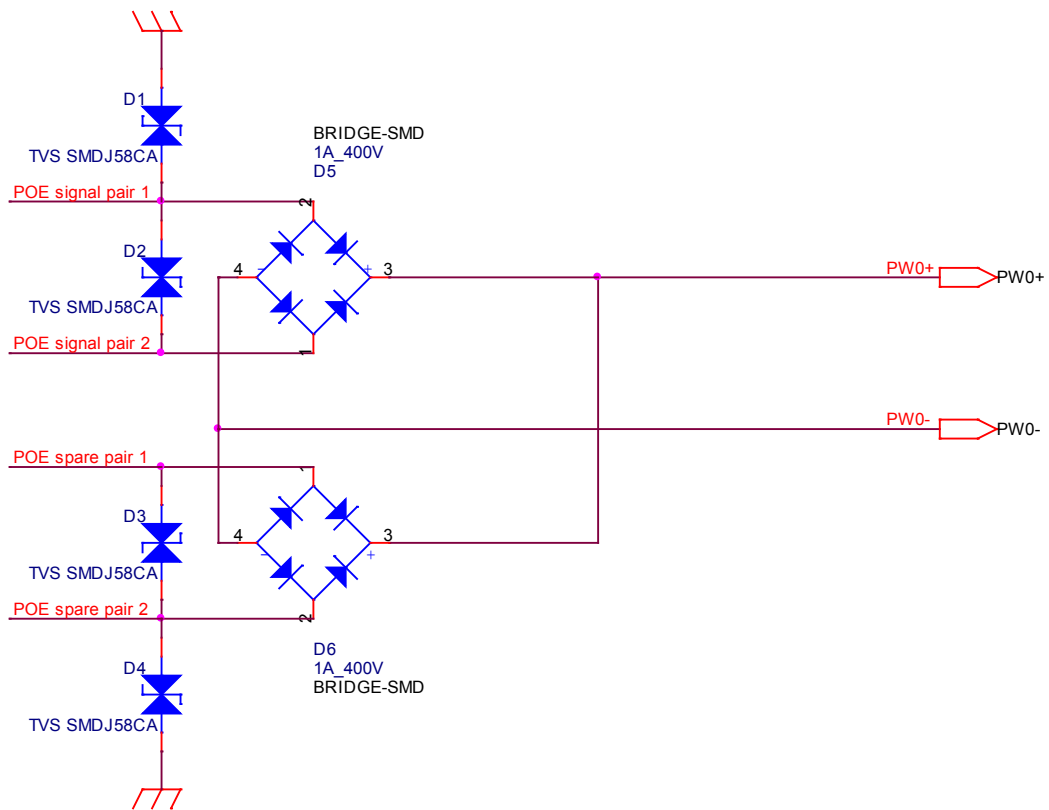 D1
TVS SMDJ58CA
BRIDGE-SMD
1A_400V
D5
POE signal pair 1
2
D2
TVS SMDJ58CA
4
-
+
3
PW0+
PW0+
POE signal pair 2
1
PW0-
PW0-
POE spare pair 1
1
D3
TVS SMDJ58CA
4
-
+
3
POE spare pair 2
2
D4
TVS SMDJ58CA
D6
1A_400V
BRIDGE-SMD